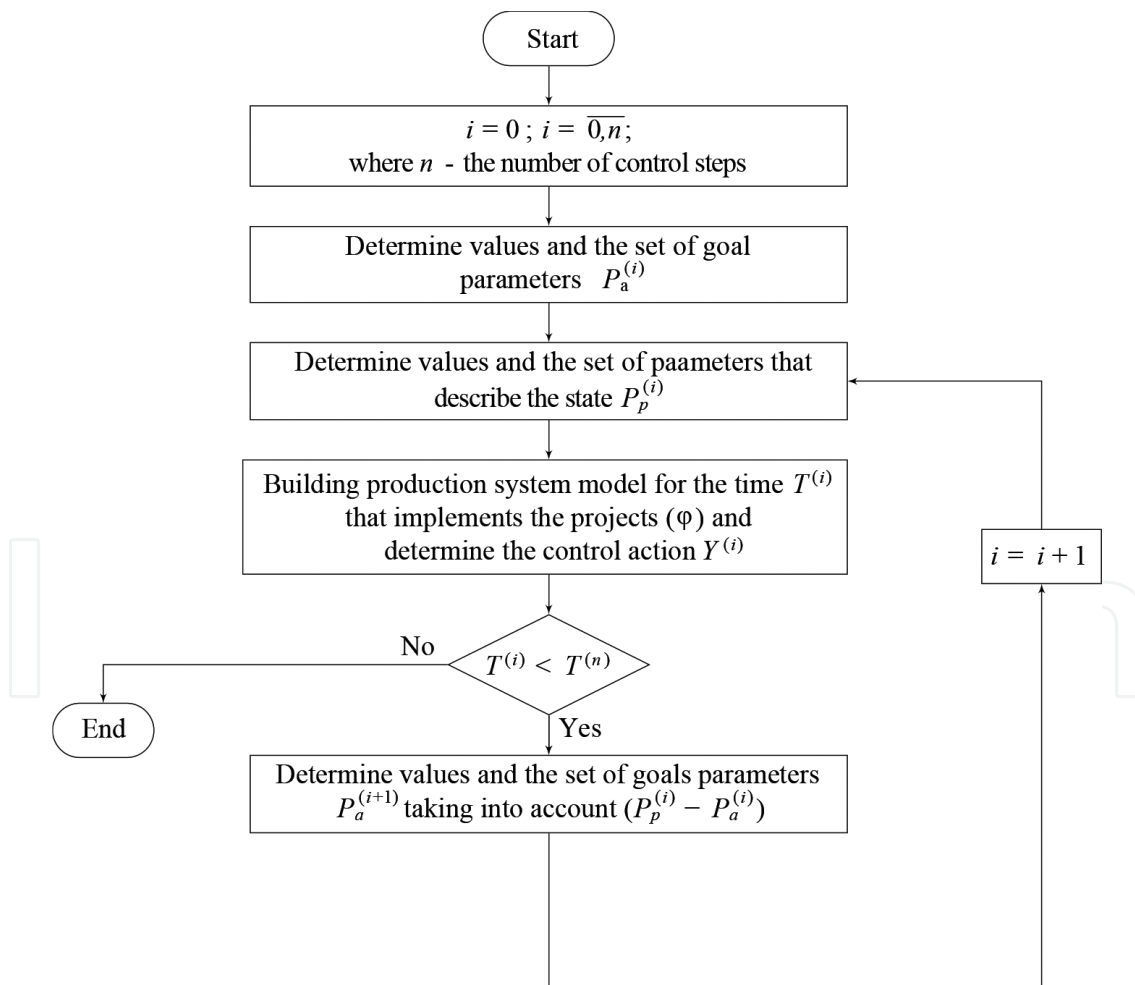 Start
i = 0 ; i = \overline{0,n};
where n - the number of control steps
Determine values and the set of goal
parameters P_a^{(i)}
Determine values and the set of paameters that
describe the state P_p^{(i)}
Building production system model for the time T^{(i)}
that implements the projects (φ) and
determine the control action Y^{(i)}
i = i + 1
No
T^{(i)} < T^{(n)}
End
Yes
Determine values and the set of goals parameters
P_a^{(i+1)} taking into account (P_p^{(i)} − P_a^{(i)})